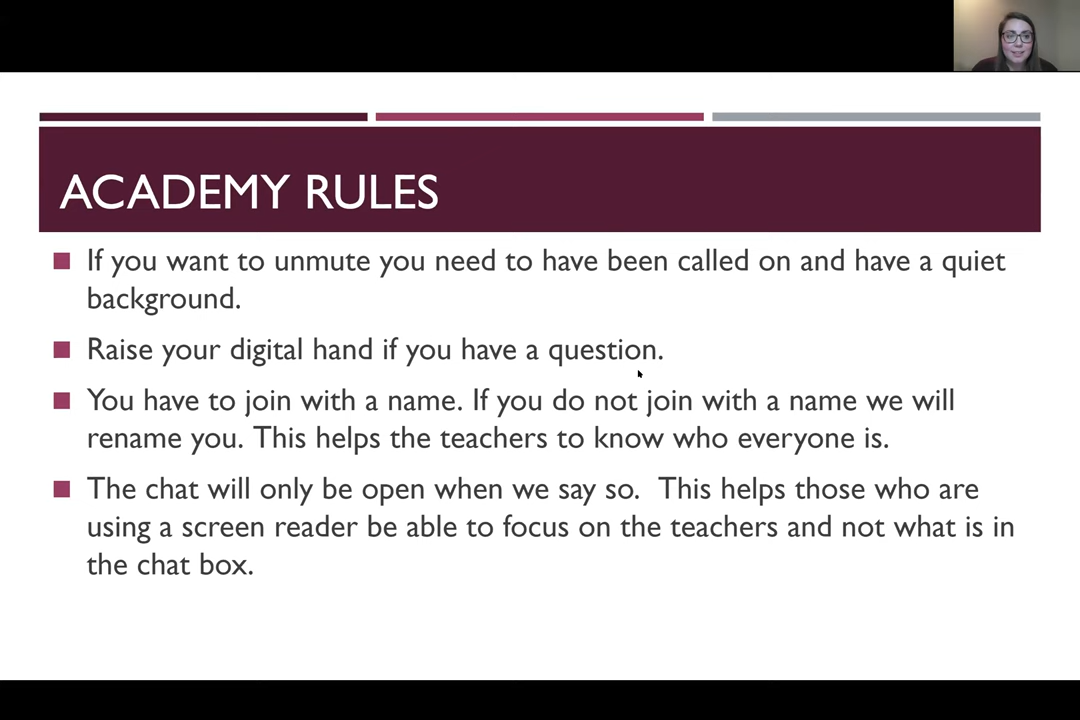 ACADEMY RULES
If you want to unmute you need to have been called on and have a quiet
background.
Raise your digital hand if you have a question.
You have to join with a name. If you do not join with a name we will
rename you. This helps the teachers to know who everyone is.
The chat will only be open when we say so.  This helps those who are
using a screen reader be able to focus on the teachers and not what is in
the chat box.